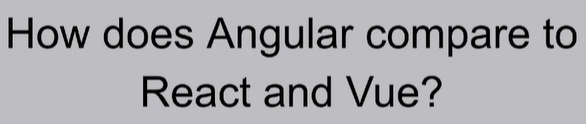 How does Angular compare to
React and Vue?